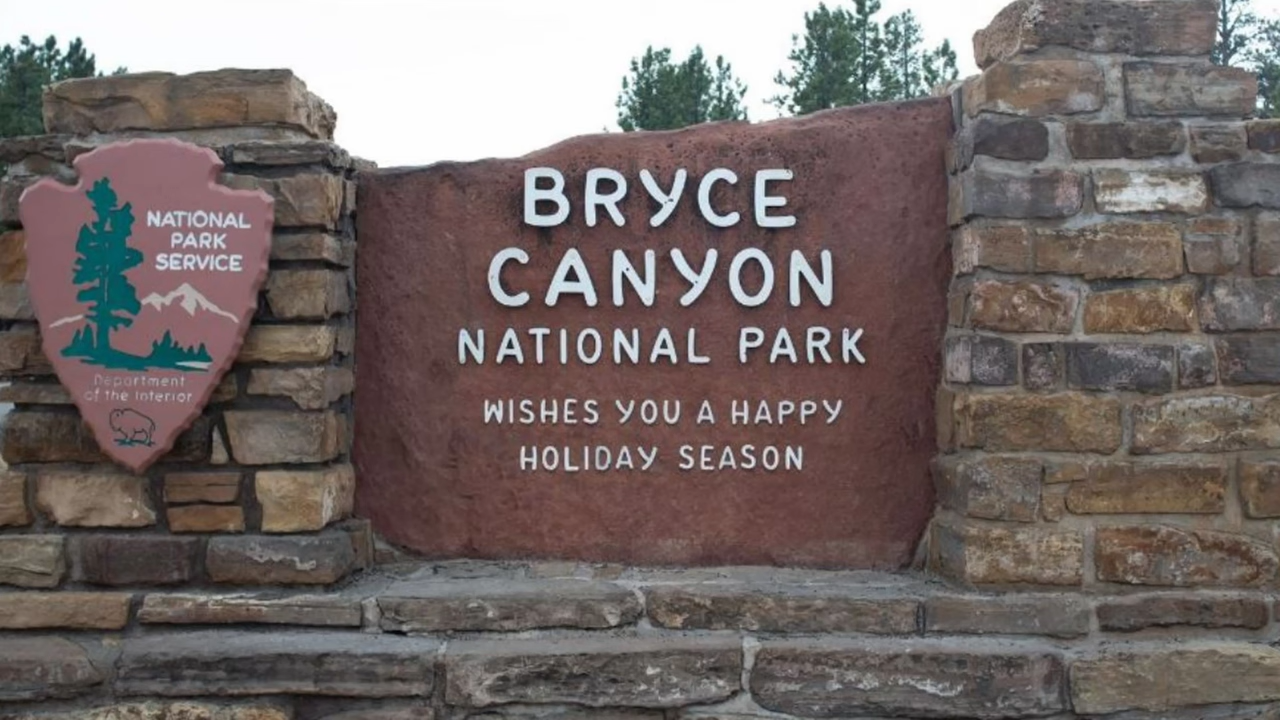 NATIONAL
PARK
SERVICE
Department
of the Interior
BRYCE
CANYON
NATIONAL PARK
WISHES YOU A HAPPY
HOLIDAY SEASON